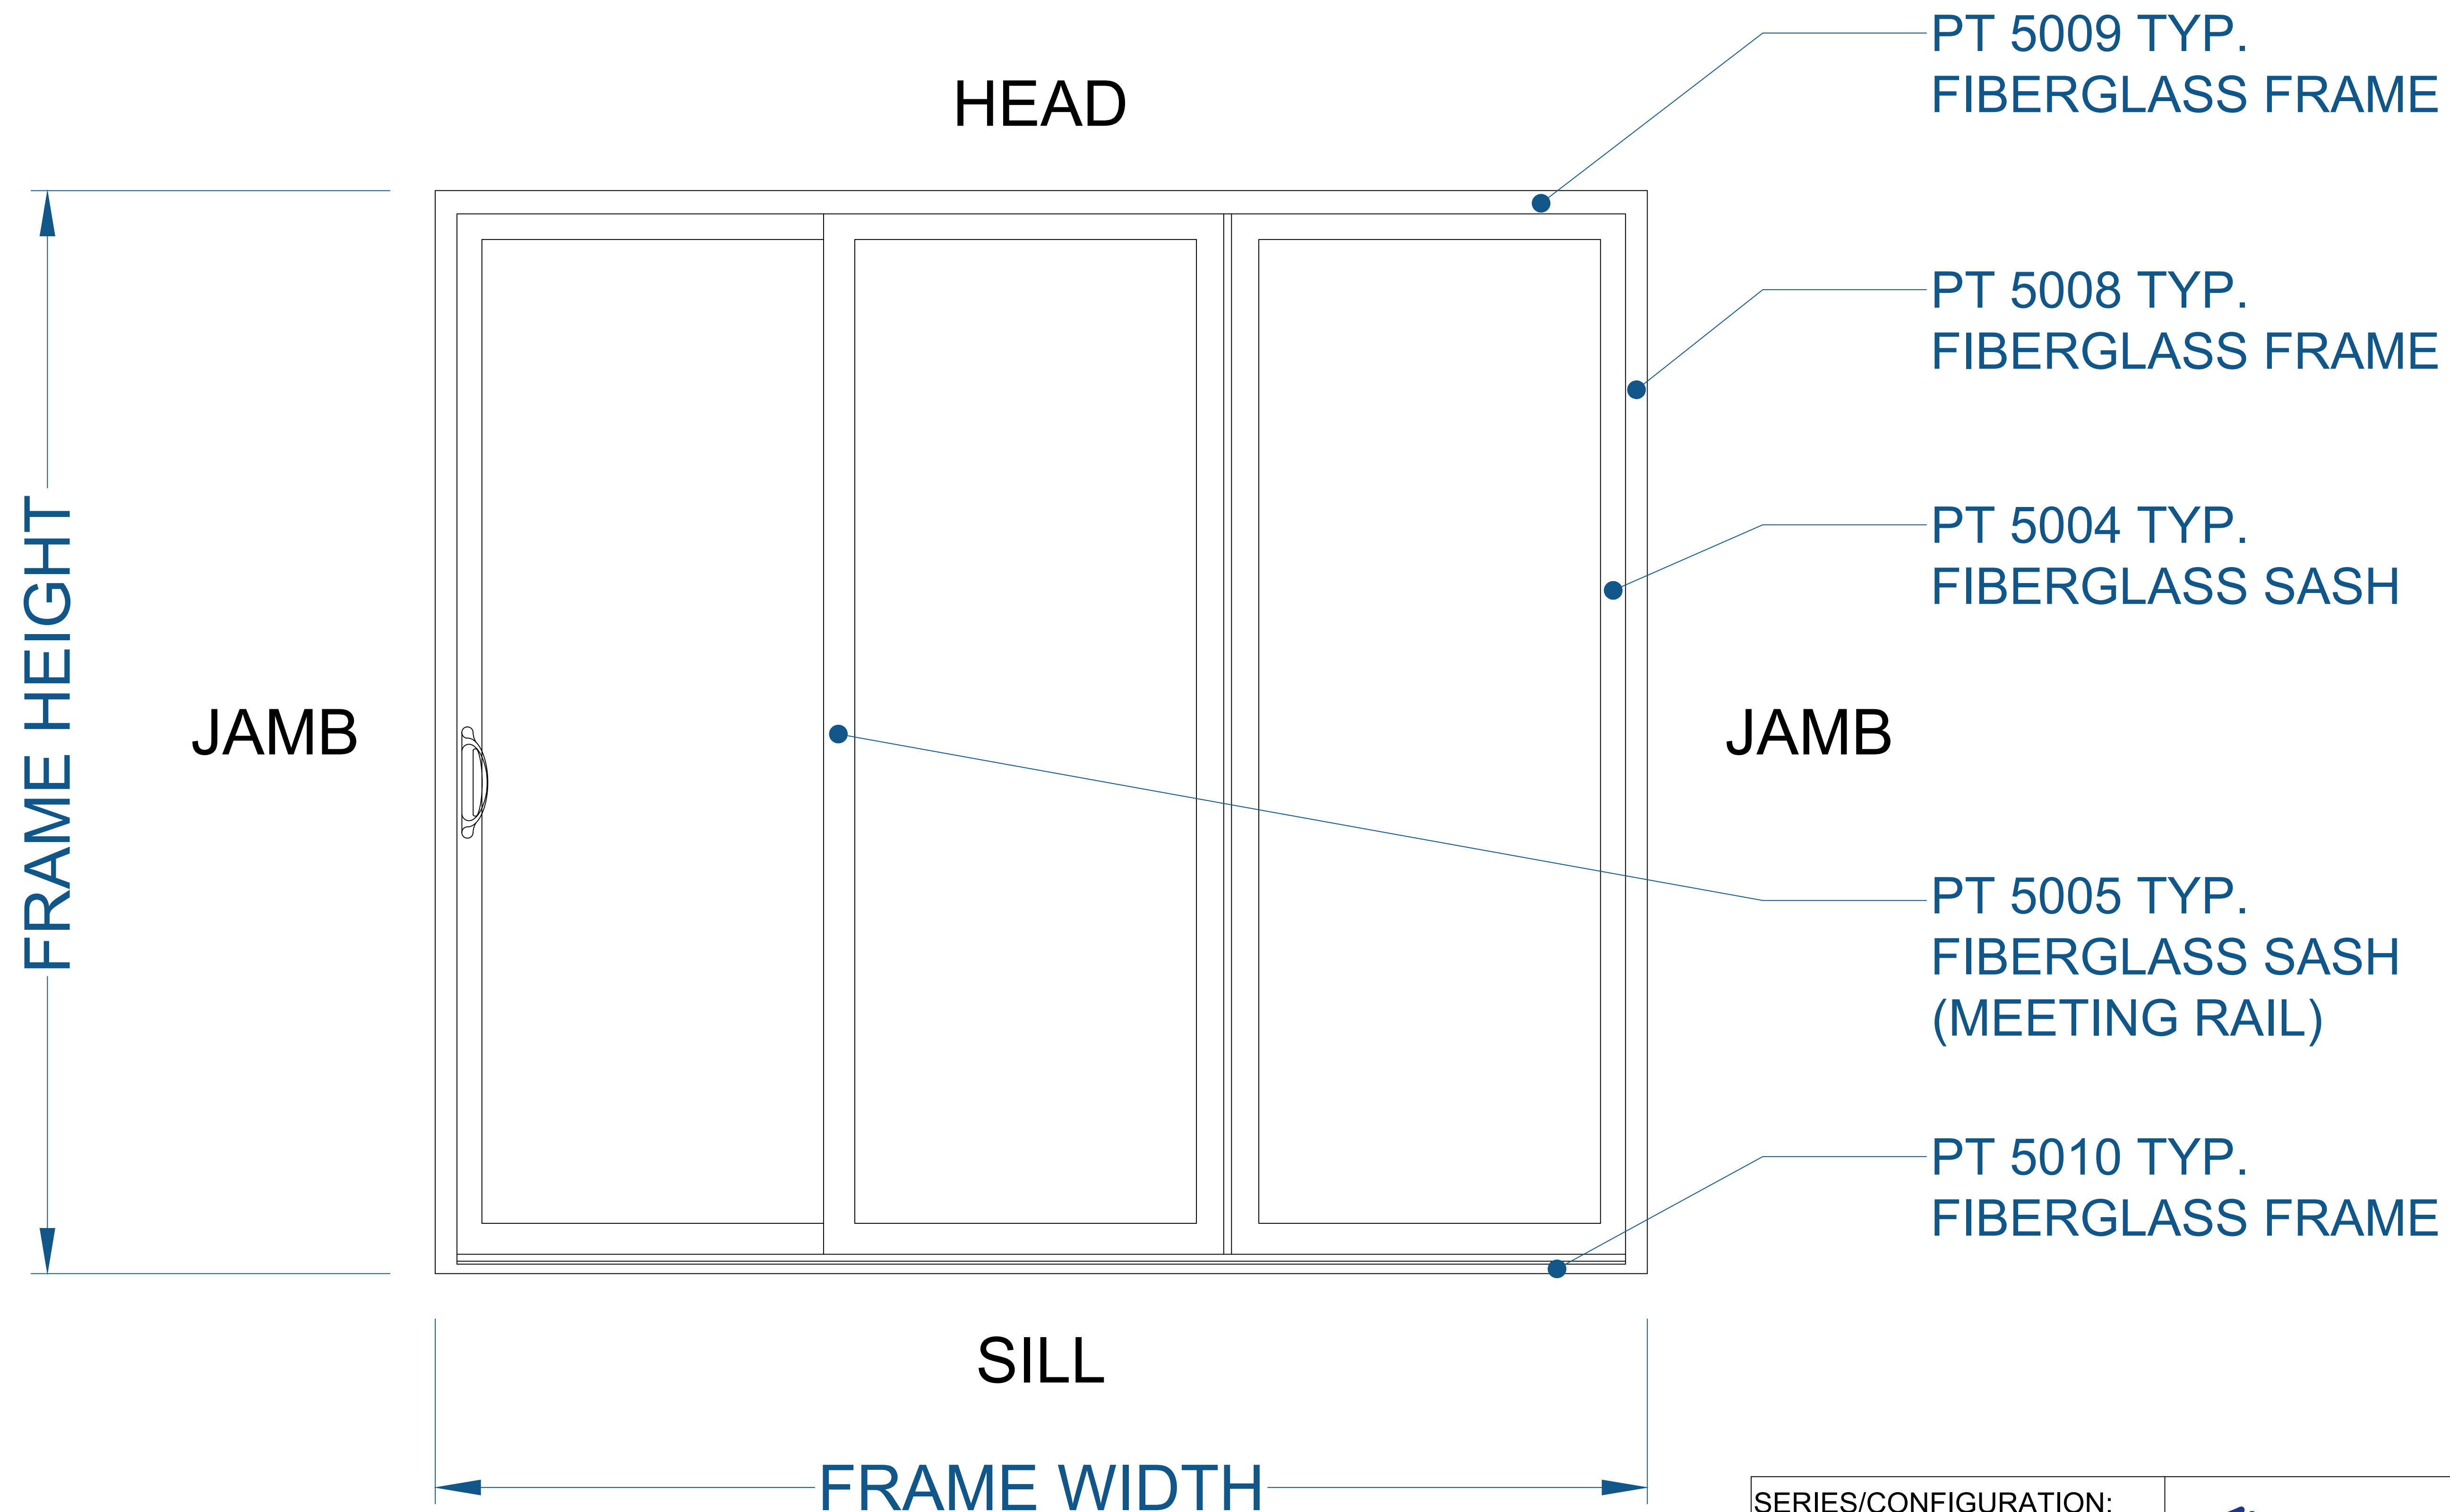 PT 5009 TYP.
FIBERGLASS FRAME
HEAD
PT 5008 TYP.
FIBERGLASS FRAME
PT 5004 TYP.
FIBERGLASS SASH
FRAME HEIGHT
JAMB
JAMB
PT 5005 TYP.
FIBERGLASS SASH
(MEETING RAIL)
PT 5010 TYP.
FIBERGLASS FRAME
SILL
FRAME WIDTH
SERIES/CONFIGURATION: